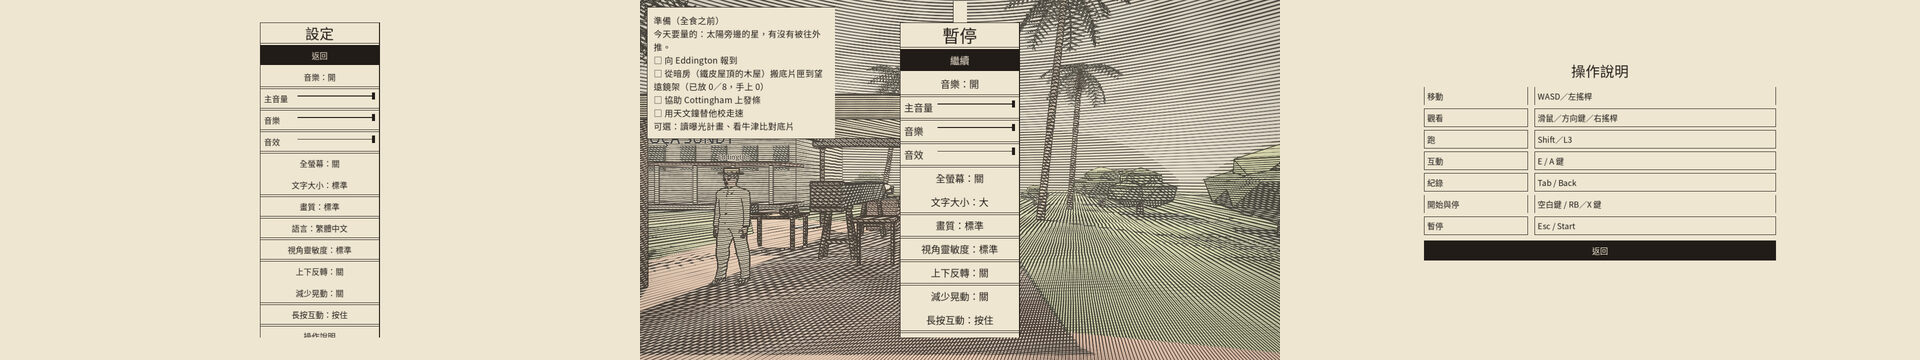 設定
返回
音樂：開
主音量
音樂
音效
全螢幕：關
文字大小：標準
畫質：標準
語言：繁體中文
視角靈敏度：標準
上下反轉：關
減少晃動：關
長按互動：按住
操作說明
準備（全食之前）
今天要量的：太陽旁邊的星，有沒有被往外
推。
□ 向 Eddington 報到
□ 從暗房（鐵皮屋頂的木屋）搬底片匣到望
遠鏡架（已放 0／8，手上 0）
□ 協助 Cottingham 上發條
□ 用天文鐘替他校走速
可選：讀曝光計畫、看牛津比對底片
暫停
繼續
音樂：開
主音量
音樂
音效
全螢幕：關
文字大小：大
畫質：標準
視角靈敏度：標準
上下反轉：關
減少晃動：關
長按互動：按住
操作說明
移動 WASD／左搖桿
觀看 滑鼠／方向鍵／右搖桿
跑 Shift／L3
互動 E / A 鍵
紀錄 Tab / Back
開始與停 空白鍵 / RB／X 鍵
暫停 Esc / Start
返回